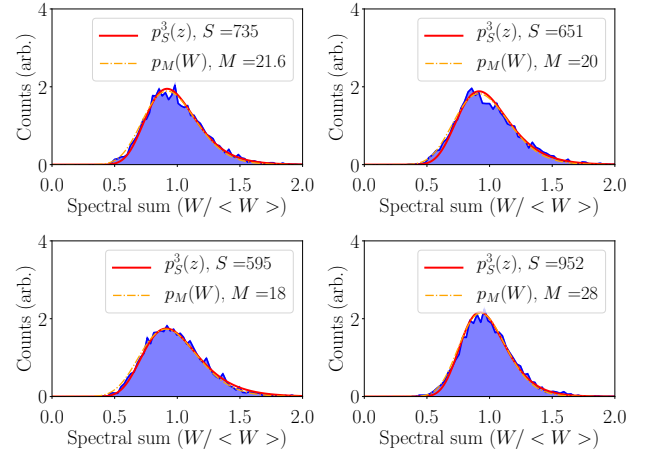 4
2
0
Counts (arb.)
p_S^3(z), S =735
p_M(W), M =21.6
0.0 0.5 1.0 1.5 2.0
Spectral sum (W/ < W >)
4
2
0
Counts (arb.)
p_S^3(z), S =651
p_M(W), M =20
0.0 0.5 1.0 1.5 2.0
Spectral sum (W/ < W >)
4
2
0
Counts (arb.)
p_S^3(z), S =595
p_M(W), M =18
0.0 0.5 1.0 1.5 2.0
Spectral sum (W/ < W >)
4
2
0
Counts (arb.)
p_S^3(z), S =952
p_M(W), M =28
0.0 0.5 1.0 1.5 2.0
Spectral sum (W/ < W >)